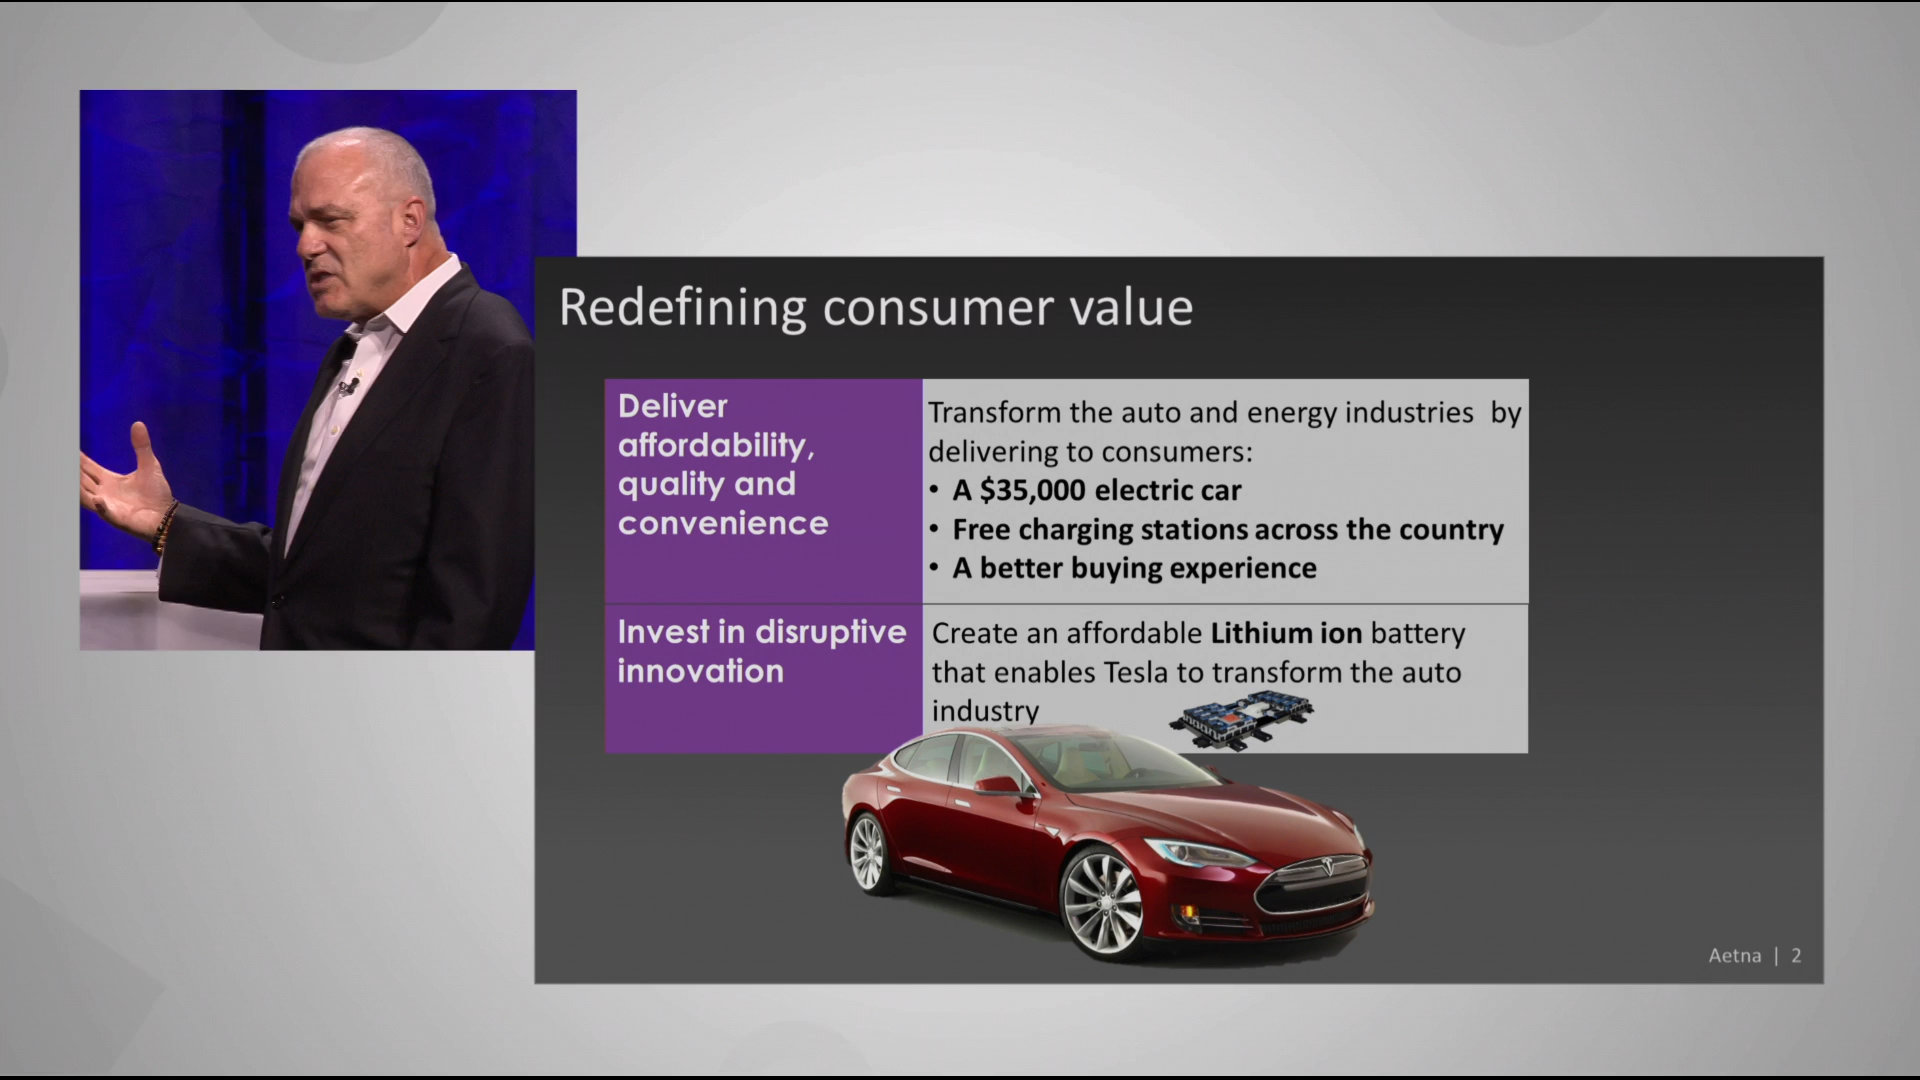 Redefining consumer value
Deliver
affordability,
quality and
convenience
Transform the auto and energy industries  by
delivering to consumers:
• A $35,000 electric car
• Free charging stations across the country
• A better buying experience
Invest in disruptive
innovation
Create an affordable Lithium ion battery
that enables Tesla to transform the auto
industry
Aetna | 2